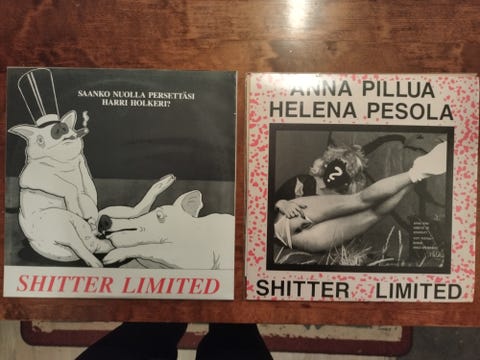 SAANKO NUOLLA PERSETTÄSI
HARRI HOLKERI?
SHITTER LIMITED
ANNA PILLUA
HELENA PESOLA
?
SHITTER LIMITED